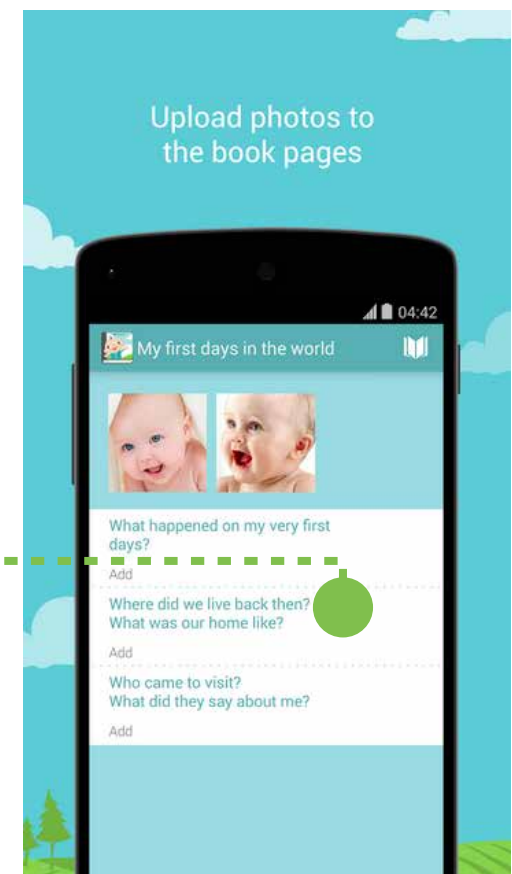 Upload photos to
the book pages
04:42
My first days in the world
What happened on my very first
days?
Add
Where did we live back then?
What was our home like?
Add
Who came to visit?
What did they say about me?
Add